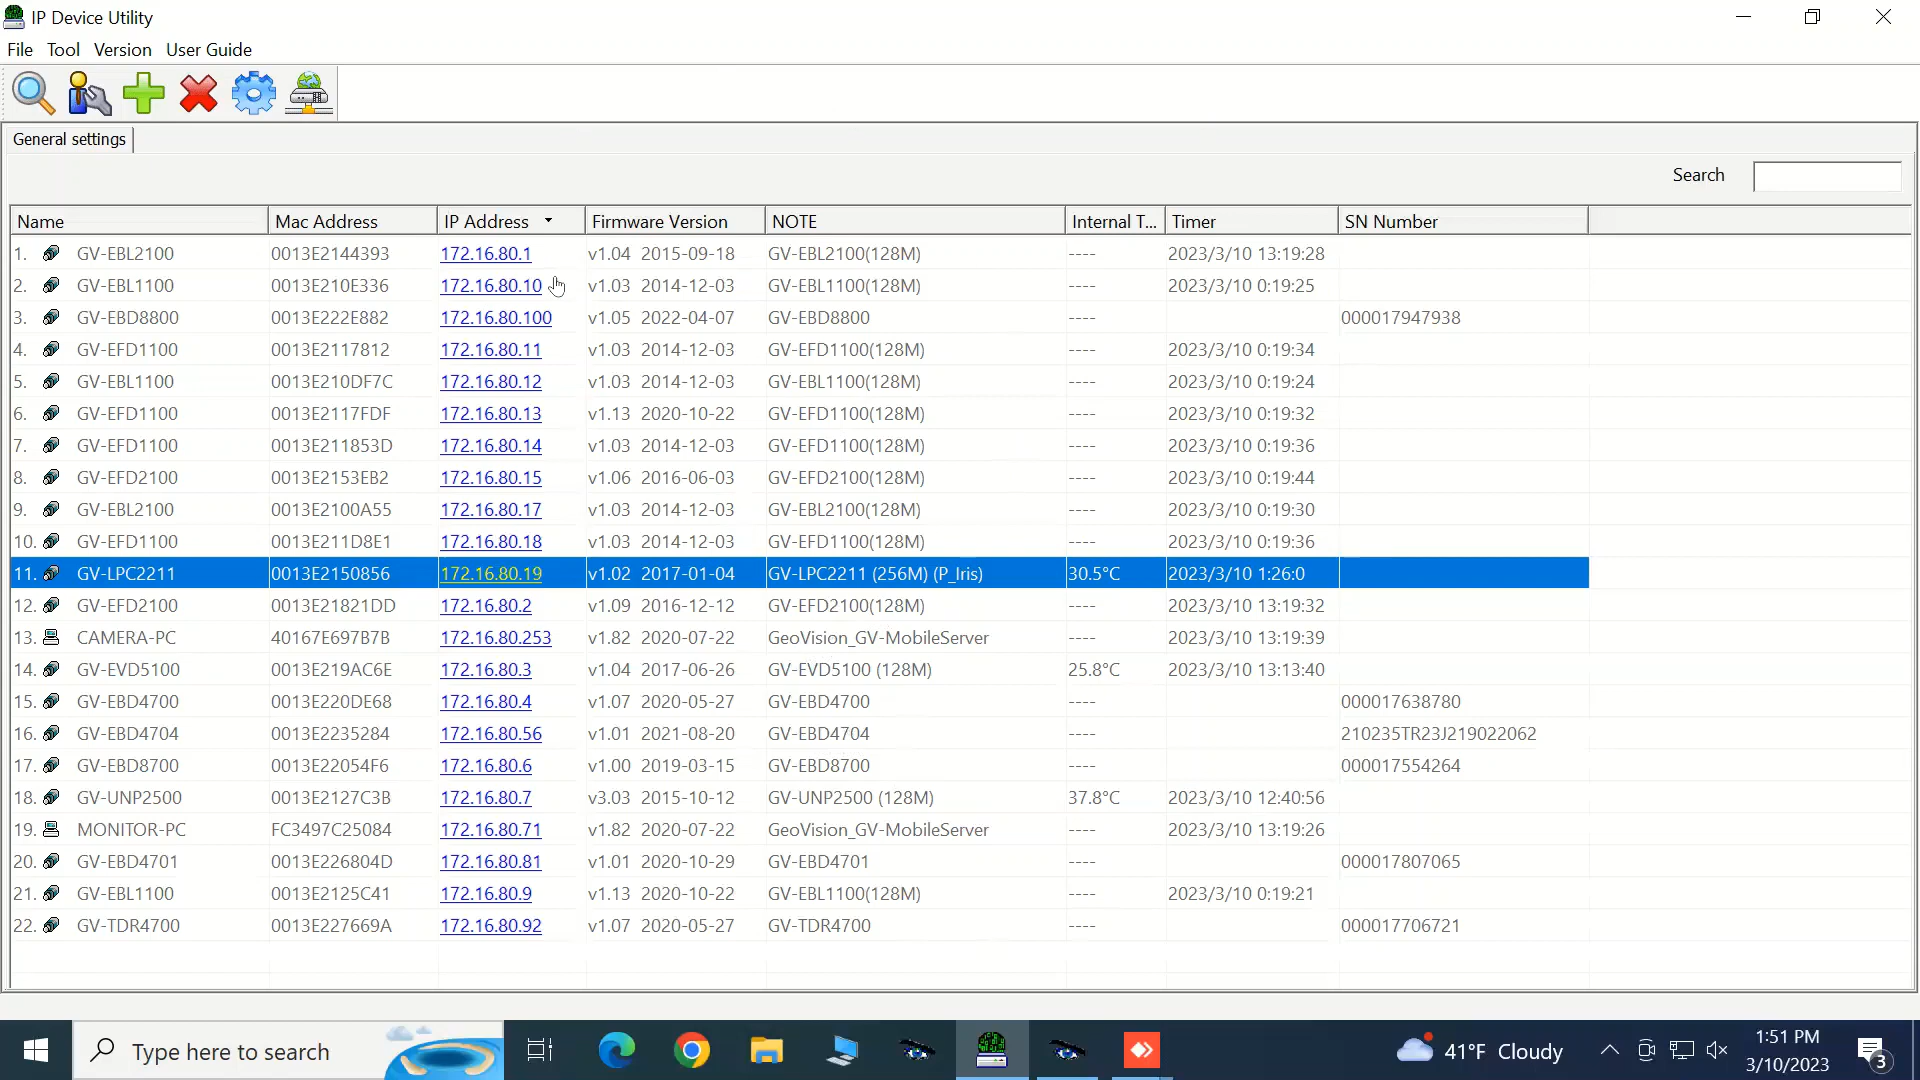 IP Device Utility
File Tool Version User Guide
General settings
Search
Name Mac Address IP Address Firmware Version NOTE Internal T... Timer SN Number
1. GV-EBL2100 0013E2144393 172.16.80.1 v1.04 2015-09-18 GV-EBL2100(128M) ---- 2023/3/10 13:19:28
2. GV-EBL1100 0013E210E336 172.16.80.10 v1.03 2014-12-03 GV-EBL1100(128M) ---- 2023/3/10 0:19:25
3. GV-EBD8800 0013E222E882 172.16.80.100 v1.05 2022-04-07 GV-EBD8800 ---- 000017947938
4. GV-EFD1100 0013E2117812 172.16.80.11 v1.03 2014-12-03 GV-EFD1100(128M) ---- 2023/3/10 0:19:34
5. GV-EBL1100 0013E210DF7C 172.16.80.12 v1.03 2014-12-03 GV-EBL1100(128M) ---- 2023/3/10 0:19:24
6. GV-EFD1100 0013E2117FDF 172.16.80.13 v1.13 2020-10-22 GV-EFD1100(128M) ---- 2023/3/10 0:19:32
7. GV-EFD1100 0013E211853D 172.16.80.14 v1.03 2014-12-03 GV-EFD1100(128M) ---- 2023/3/10 0:19:36
8. GV-EFD2100 0013E2153EB2 172.16.80.15 v1.06 2016-06-03 GV-EFD2100(128M) ---- 2023/3/10 0:19:44
9. GV-EBL2100 0013E2100A55 172.16.80.17 v1.03 2014-12-03 GV-EBL2100(128M) ---- 2023/3/10 0:19:30
10. GV-EFD1100 0013E211D8E1 172.16.80.18 v1.03 2014-12-03 GV-EFD1100(128M) ---- 2023/3/10 0:19:36
11. GV-LPC2211 0013E2150856 172.16.80.19 v1.02 2017-01-04 GV-LPC2211 (256M) (P_Iris) 30.5°C 2023/3/10 1:26:0
12. GV-EFD2100 0013E21821DD 172.16.80.2 v1.09 2016-12-12 GV-EFD2100(128M) ---- 2023/3/10 13:19:32
13. CAMERA-PC 40167E697B7B 172.16.80.253 v1.82 2020-07-22 GeoVision_GV-MobileServer ---- 2023/3/10 13:19:39
14. GV-EVD5100 0013E219AC6E 172.16.80.3 v1.04 2017-06-26 GV-EVD5100 (128M) 25.8°C 2023/3/10 13:13:40
15. GV-EBD4700 0013E220DE68 172.16.80.4 v1.07 2020-05-27 GV-EBD4700 ---- 000017638780
16. GV-EBD4704 0013E2235284 172.16.80.56 v1.01 2021-08-20 GV-EBD4704 ---- 210235TR23J219022062
17. GV-EBD8700 0013E22054F6 172.16.80.6 v1.00 2019-03-15 GV-EBD8700 ---- 000017554264
18. GV-UNP2500 0013E2127C3B 172.16.80.7 v3.03 2015-10-12 GV-UNP2500 (128M) 37.8°C 2023/3/10 12:40:56
19. MONITOR-PC FC3497C25084 172.16.80.71 v1.82 2020-07-22 GeoVision_GV-MobileServer ---- 2023/3/10 13:19:26
20. GV-EBD4701 0013E226804D 172.16.80.81 v1.01 2020-10-29 GV-EBD4701 ---- 000017807065
21. GV-EBL1100 0013E2125C41 172.16.80.9 v1.13 2020-10-22 GV-EBL1100(128M) ---- 2023/3/10 0:19:21
22. GV-TDR4700 0013E227669A 172.16.80.92 v1.07 2020-05-27 GV-TDR4700 ---- 000017706721
Type here to search
41°F Cloudy
1:51 PM
3/10/2023
3